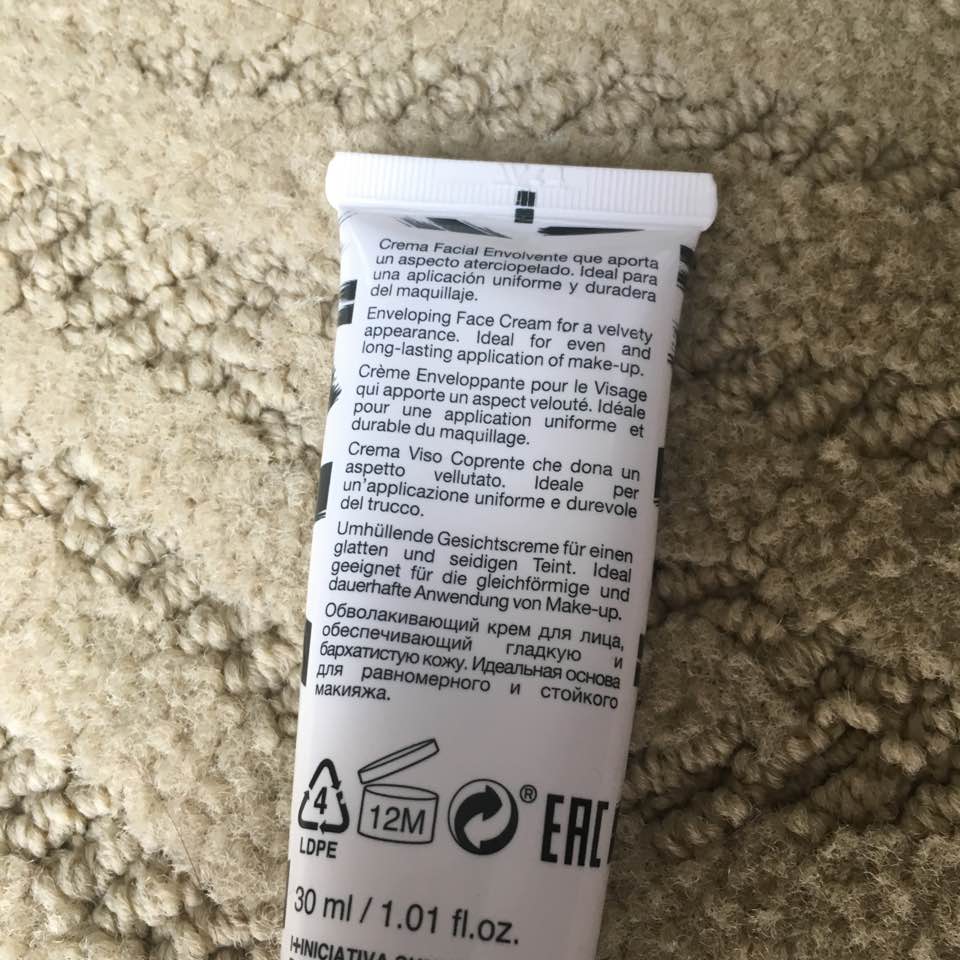 Crema Facial Envolvente que aporta
un aspecto aterciopelado. Ideal para
una aplicación uniforme y duradera
del maquillaje.
Enveloping Face Cream for a velvety
appearance. Ideal for even and
long-lasting application of make-up.
Crème Enveloppante pour le Visage
qui apporte un aspect velouté. Idéale
pour une application uniforme et
durable du maquillage.
Crema Viso Coprente che dona un
aspetto vellutato. Ideale per
un'applicazione uniforme e durevole
del trucco.
Umhüllende Gesichtscreme für einen
glatten und seidigen Teint. Ideal
geeignet für die gleichförmige und
dauerhafte Anwendung von Make-up.
Обволакивающий крем для лица,
обеспечивающий гладкую и
бархатистую кожу. Идеальная основа
для равномерного и стойкого
макияжа.
4 12M ® EAC
LDPE
30 ml / 1.01 fl.oz.
I+INICIATIVA